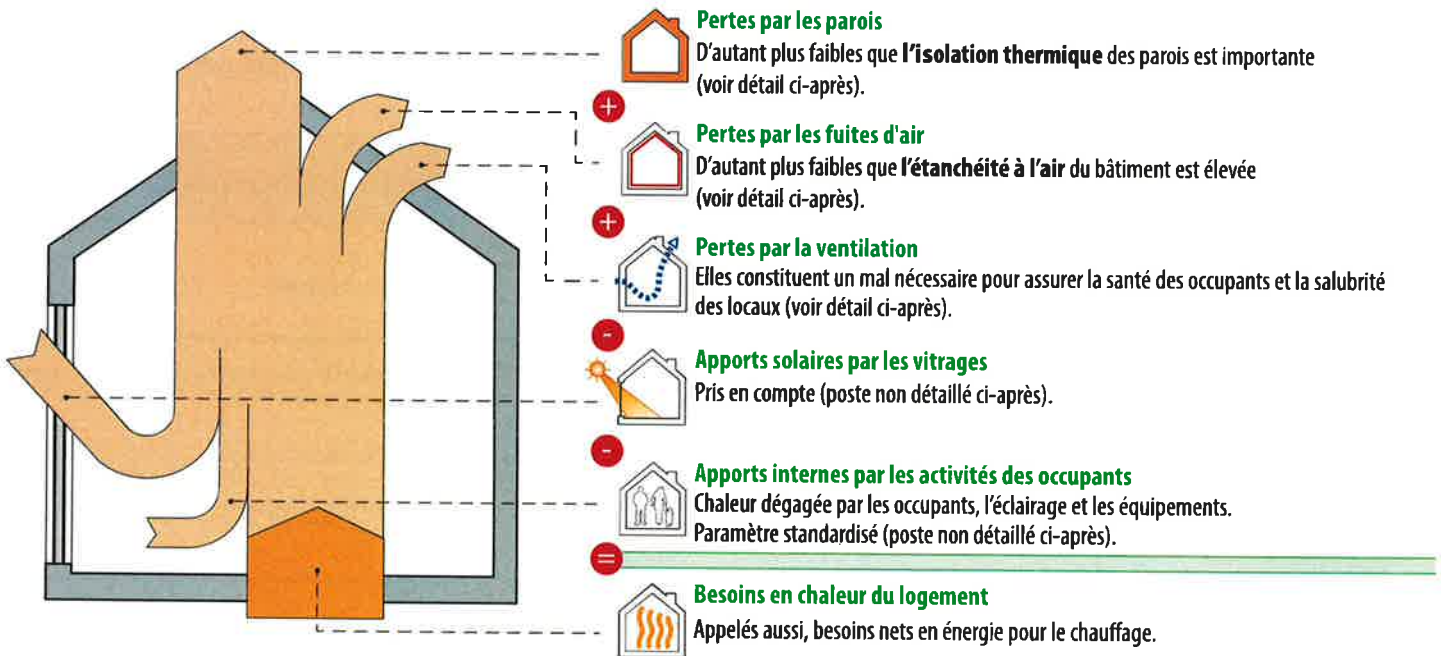 Pertes par les parois
D'autant plus faibles que l'isolation thermique des parois est importante
(voir détail ci-après).
+
Pertes par les fuites d'air
D'autant plus faibles que l'étanchéité à l'air du bâtiment est élevée
(voir détail ci-après).
+
Pertes par la ventilation
Elles constituent un mal nécessaire pour assurer la santé des occupants et la salubrité
des locaux (voir détail ci-après).
-
Apports solaires par les vitrages
Pris en compte (poste non détaillé ci-après).
-
Apports internes par les activités des occupants
Chaleur dégagée par les occupants, l'éclairage et les équipements.
Paramètre standardisé (poste non détaillé ci-après).
=
Besoins en chaleur du logement
Appelés aussi, besoins nets en énergie pour le chauffage.